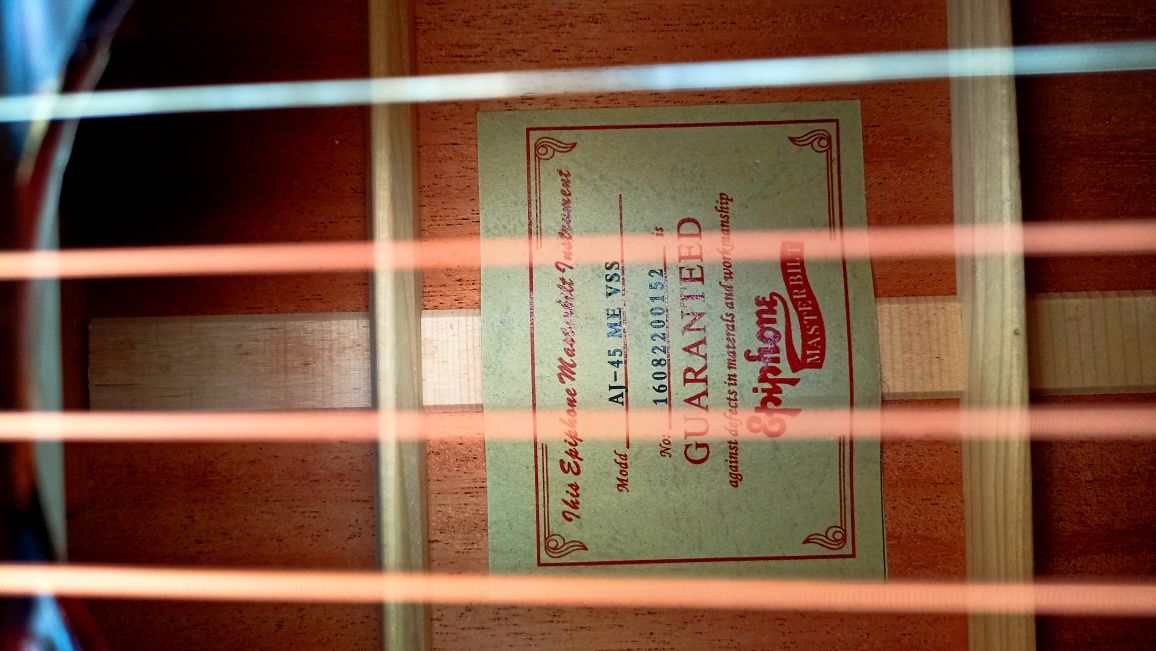 This Epiphone Masterbilt Instrument
Model AJ-45 ME VSS
No: 16082200152 is
GUARANTEED
against defects in materials and workmanship
Epiphone
MASTERBILT